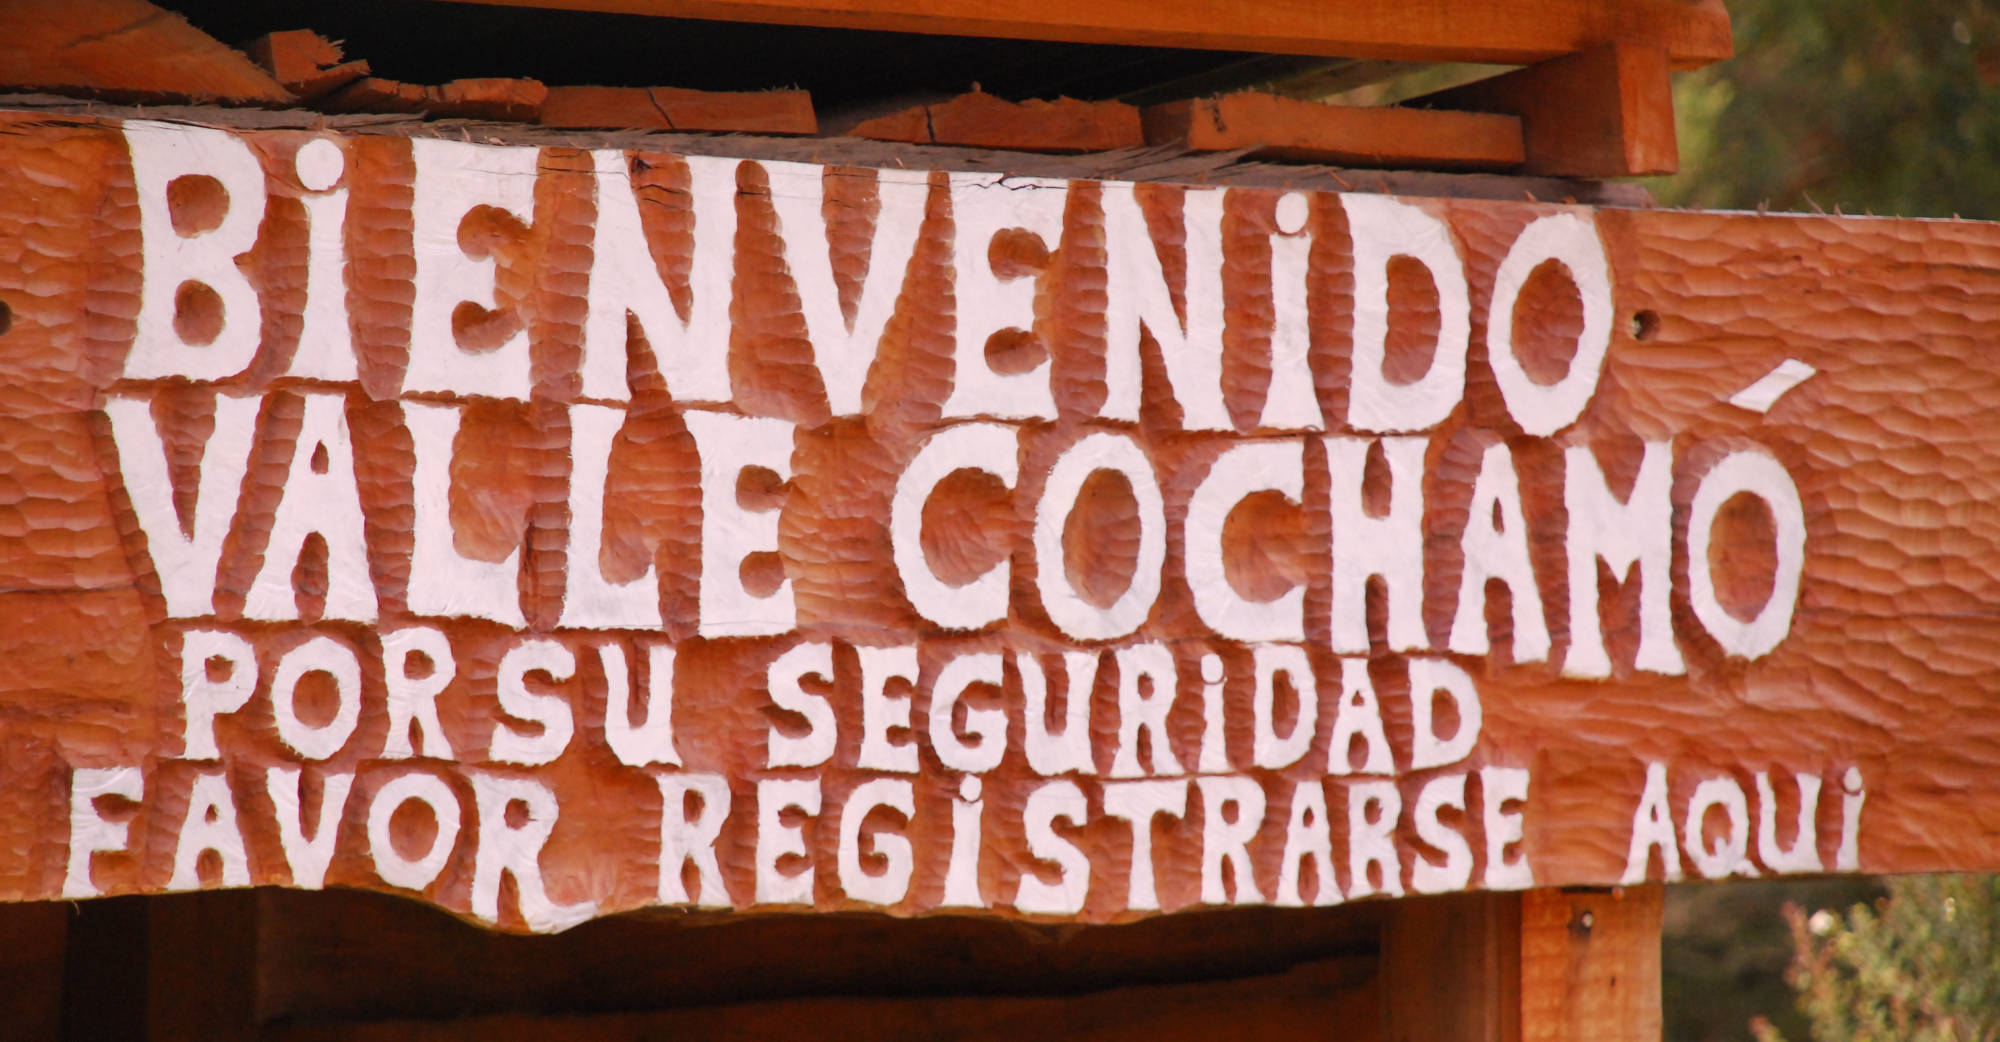 BiENVENiDO
VALLE COCHAMÓ
POR SU SEGURiDAD
FAVOR REGiSTRARSE AQUi